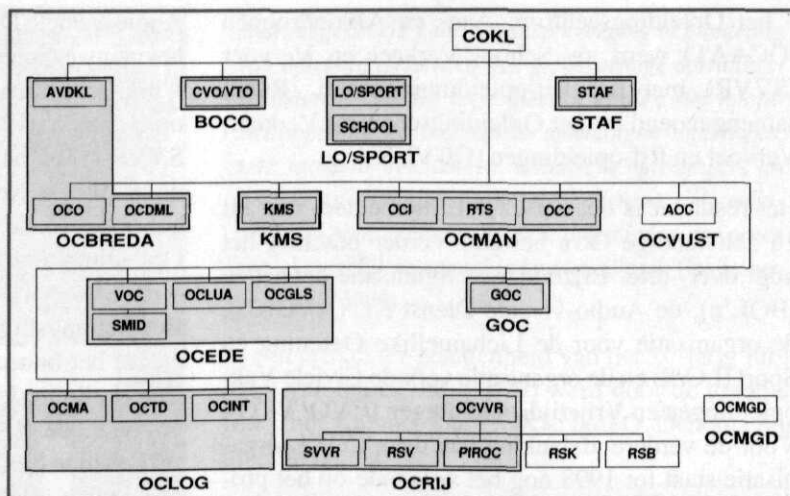 COKL
AVDKL CVO/VTO LO/SPORT STAF
BOCO SCHOOL STAF
LO/SPORT
OCO OCDML KMS OCI RTS OCC AOC
OCBREDA KMS OCMAN OCVUST
VOC OCLUA OCGLS GOC
SMID GOC
OCEDE
OCMA OCTD OCINT OCVVR OCMGD
OCMGD
SVVR RSV PIROC RSK RSB
OCLOG OCRIJ